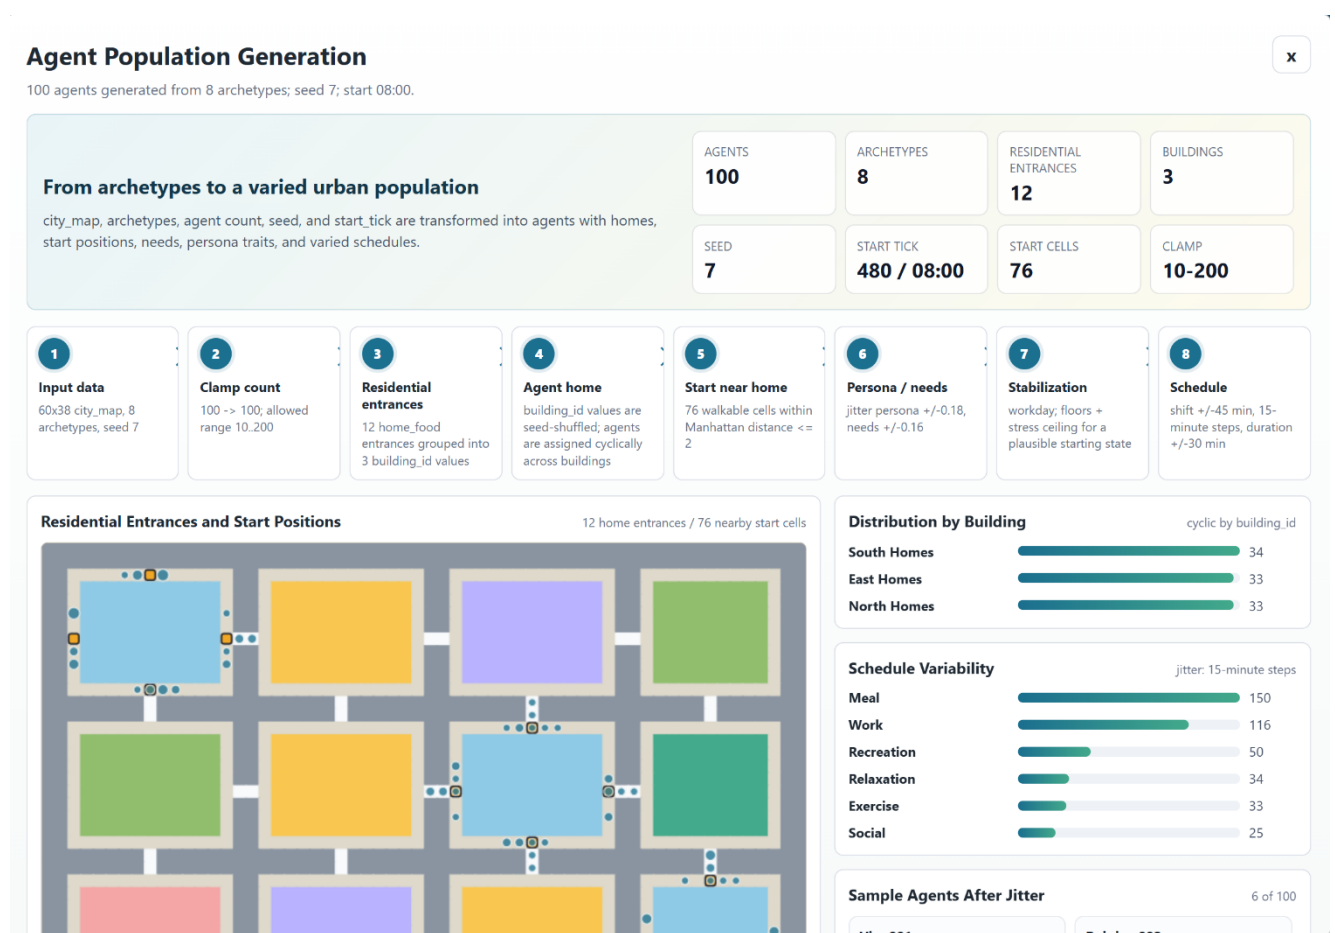 Agent Population Generation
x
100 agents generated from 8 archetypes; seed 7; start 08:00.
From archetypes to a varied urban population
city_map, archetypes, agent count, seed, and start_tick are transformed into agents with homes,
start positions, needs, persona traits, and varied schedules.
AGENTS
100
ARCHETYPES
8
RESIDENTIAL
ENTRANCES
12
BUILDINGS
3
SEED
7
START TICK
480 / 08:00
START CELLS
76
CLAMP
10-200
1
Input data
60x38 city_map, 8
archetypes, seed 7
2
Clamp count
100 -> 100; allowed
range 10..200
3
Residential
entrances
12 home_food
entrances grouped into
3 building_id values
4
Agent home
building_id values are
seed-shuffled; agents
are assigned cyclically
across buildings
5
Start near home
76 walkable cells within
Manhattan distance <=
2
6
Persona / needs
jitter persona +/-0.18,
needs +/-0.16
7
Stabilization
workday; floors +
stress ceiling for a
plausible starting state
8
Schedule
shift +/-45 min, 15-
minute steps, duration
+/-30 min
Residential Entrances and Start Positions
12 home entrances / 76 nearby start cells
Distribution by Building
cyclic by building_id
South Homes 34
East Homes 33
North Homes 33
Schedule Variability
jitter: 15-minute steps
Meal 150
Work 116
Recreation 50
Relaxation 34
Exercise 33
Social 25
Sample Agents After Jitter
6 of 100